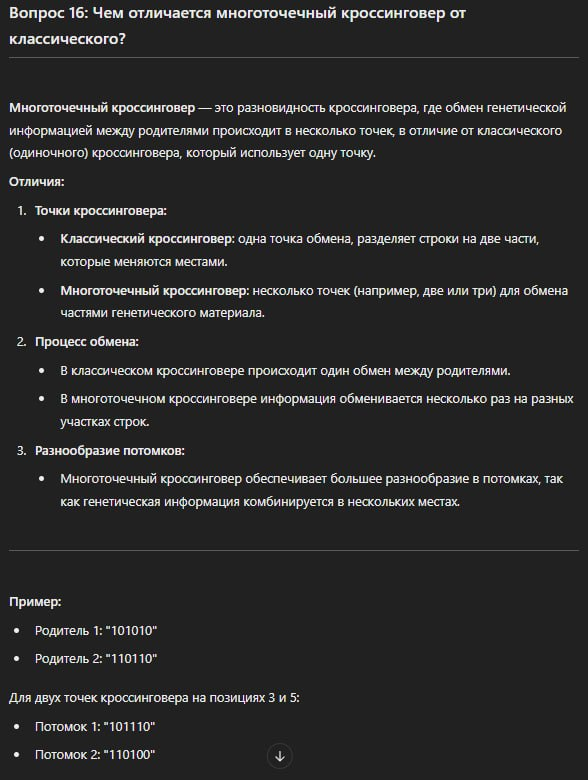 Вопрос 16: Чем отличается многоточечный кроссинговер от
классического?
Многоточечный кроссинговер — это разновидность кроссинговера, где обмен генетической
информацией между родителями происходит в несколько точек, в отличие от классического
(одиночного) кроссинговера, который использует одну точку.
Отличия:
1. Точки кроссинговера:
• Классический кроссинговер: одна точка обмена, разделяет строки на две части,
которые меняются местами.
• Многоточечный кроссинговер: несколько точек (например, две или три) для обмена
частями генетического материала.
2. Процесс обмена:
• В классическом кроссинговере происходит один обмен между родителями.
• В многоточечном кроссинговере информация обменивается несколько раз на разных
участках строк.
3. Разнообразие потомков:
• Многоточечный кроссинговер обеспечивает большее разнообразие в потомках, так
как генетическая информация комбинируется в нескольких местах.
Пример:
• Родитель 1: "101010"
• Родитель 2: "110110"
Для двух точек кроссинговера на позициях 3 и 5:
• Потомок 1: "101110"
• Потомок 2: "110100"